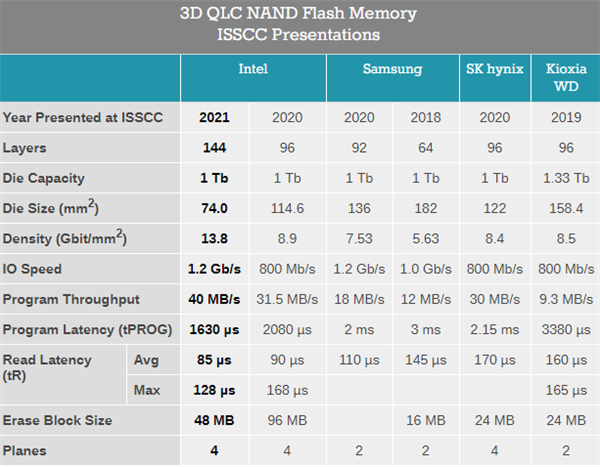 3D QLC NAND Flash Memory
ISSCC Presentations
Intel Samsung SK hynix Kioxia WD
Year Presented at ISSCC 2021 2020 2020 2018 2020 2019
Layers 144 96 92 64 96 96
Die Capacity 1 Tb 1 Tb 1 Tb 1 Tb 1 Tb 1.33 Tb
Die Size (mm²) 74.0 114.6 136 182 122 158.4
Density (Gbit/mm²) 13.8 8.9 7.53 5.63 8.4 8.5
IO Speed 1.2 Gb/s 800 Mb/s 1.2 Gb/s 1.0 Gb/s 800 Mb/s 800 Mb/s
Program Throughput 40 MB/s 31.5 MB/s 18 MB/s 12 MB/s 30 MB/s 9.3 MB/s
Program Latency (tPROG) 1630 µs 2080 µs 2 ms 3 ms 2.15 ms 3380 µs
Read Latency (tR) Avg 85 µs 90 µs 110 µs 145 µs 170 µs 160 µs
Max 128 µs 168 µs 165 µs
Erase Block Size 48 MB 96 MB 16 MB 24 MB 24 MB
Planes 4 4 2 2 4 2